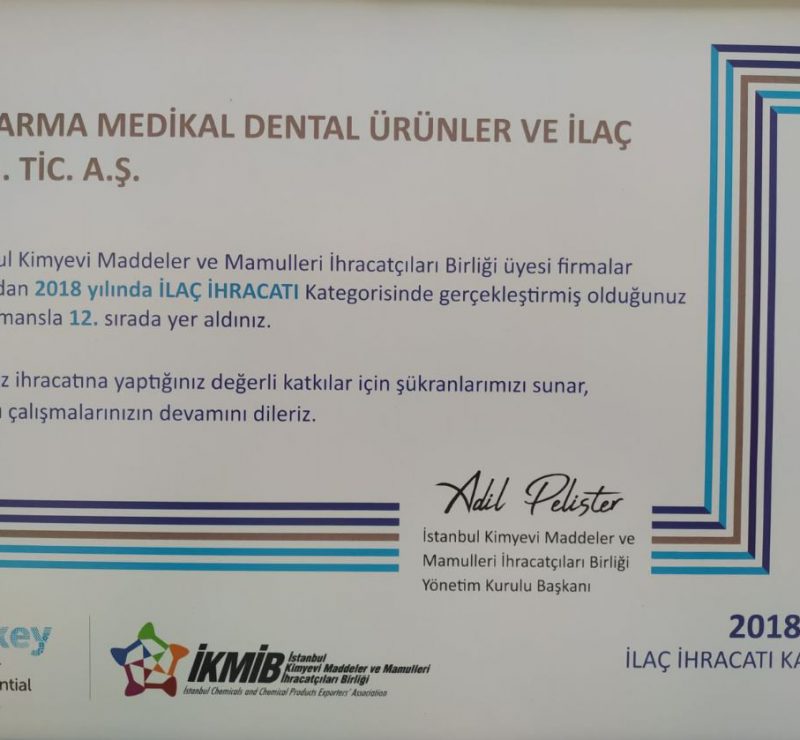 ARMA MEDİKAL DENTAL ÜRÜNLER VE İLAÇ
. TİC. A.Ş.
ul Kimyevi Maddeler ve Mamulleri İhracatçıları Birliği üyesi firmalar
dan 2018 yılında İLAÇ İHRACATI Kategorisinde gerçekleştirmiş olduğunuz
mansla 12. sırada yer aldınız.
z ihracatına yaptığınız değerli katkılar için şükranlarımızı sunar,
çalışmalarınızın devamını dileriz.
Adil Pelister
İstanbul Kimyevi Maddeler ve
Mamulleri İhracatçıları Birliği
Yönetim Kurulu Başkanı
key
ntial
İKMİB
İstanbul
Kimyevi Maddeler ve Mamulleri
İhracatçıları Birliği
Istanbul Chemicals and Chemical Products Exporters' Association
2018
İLAÇ İHRACATI KA